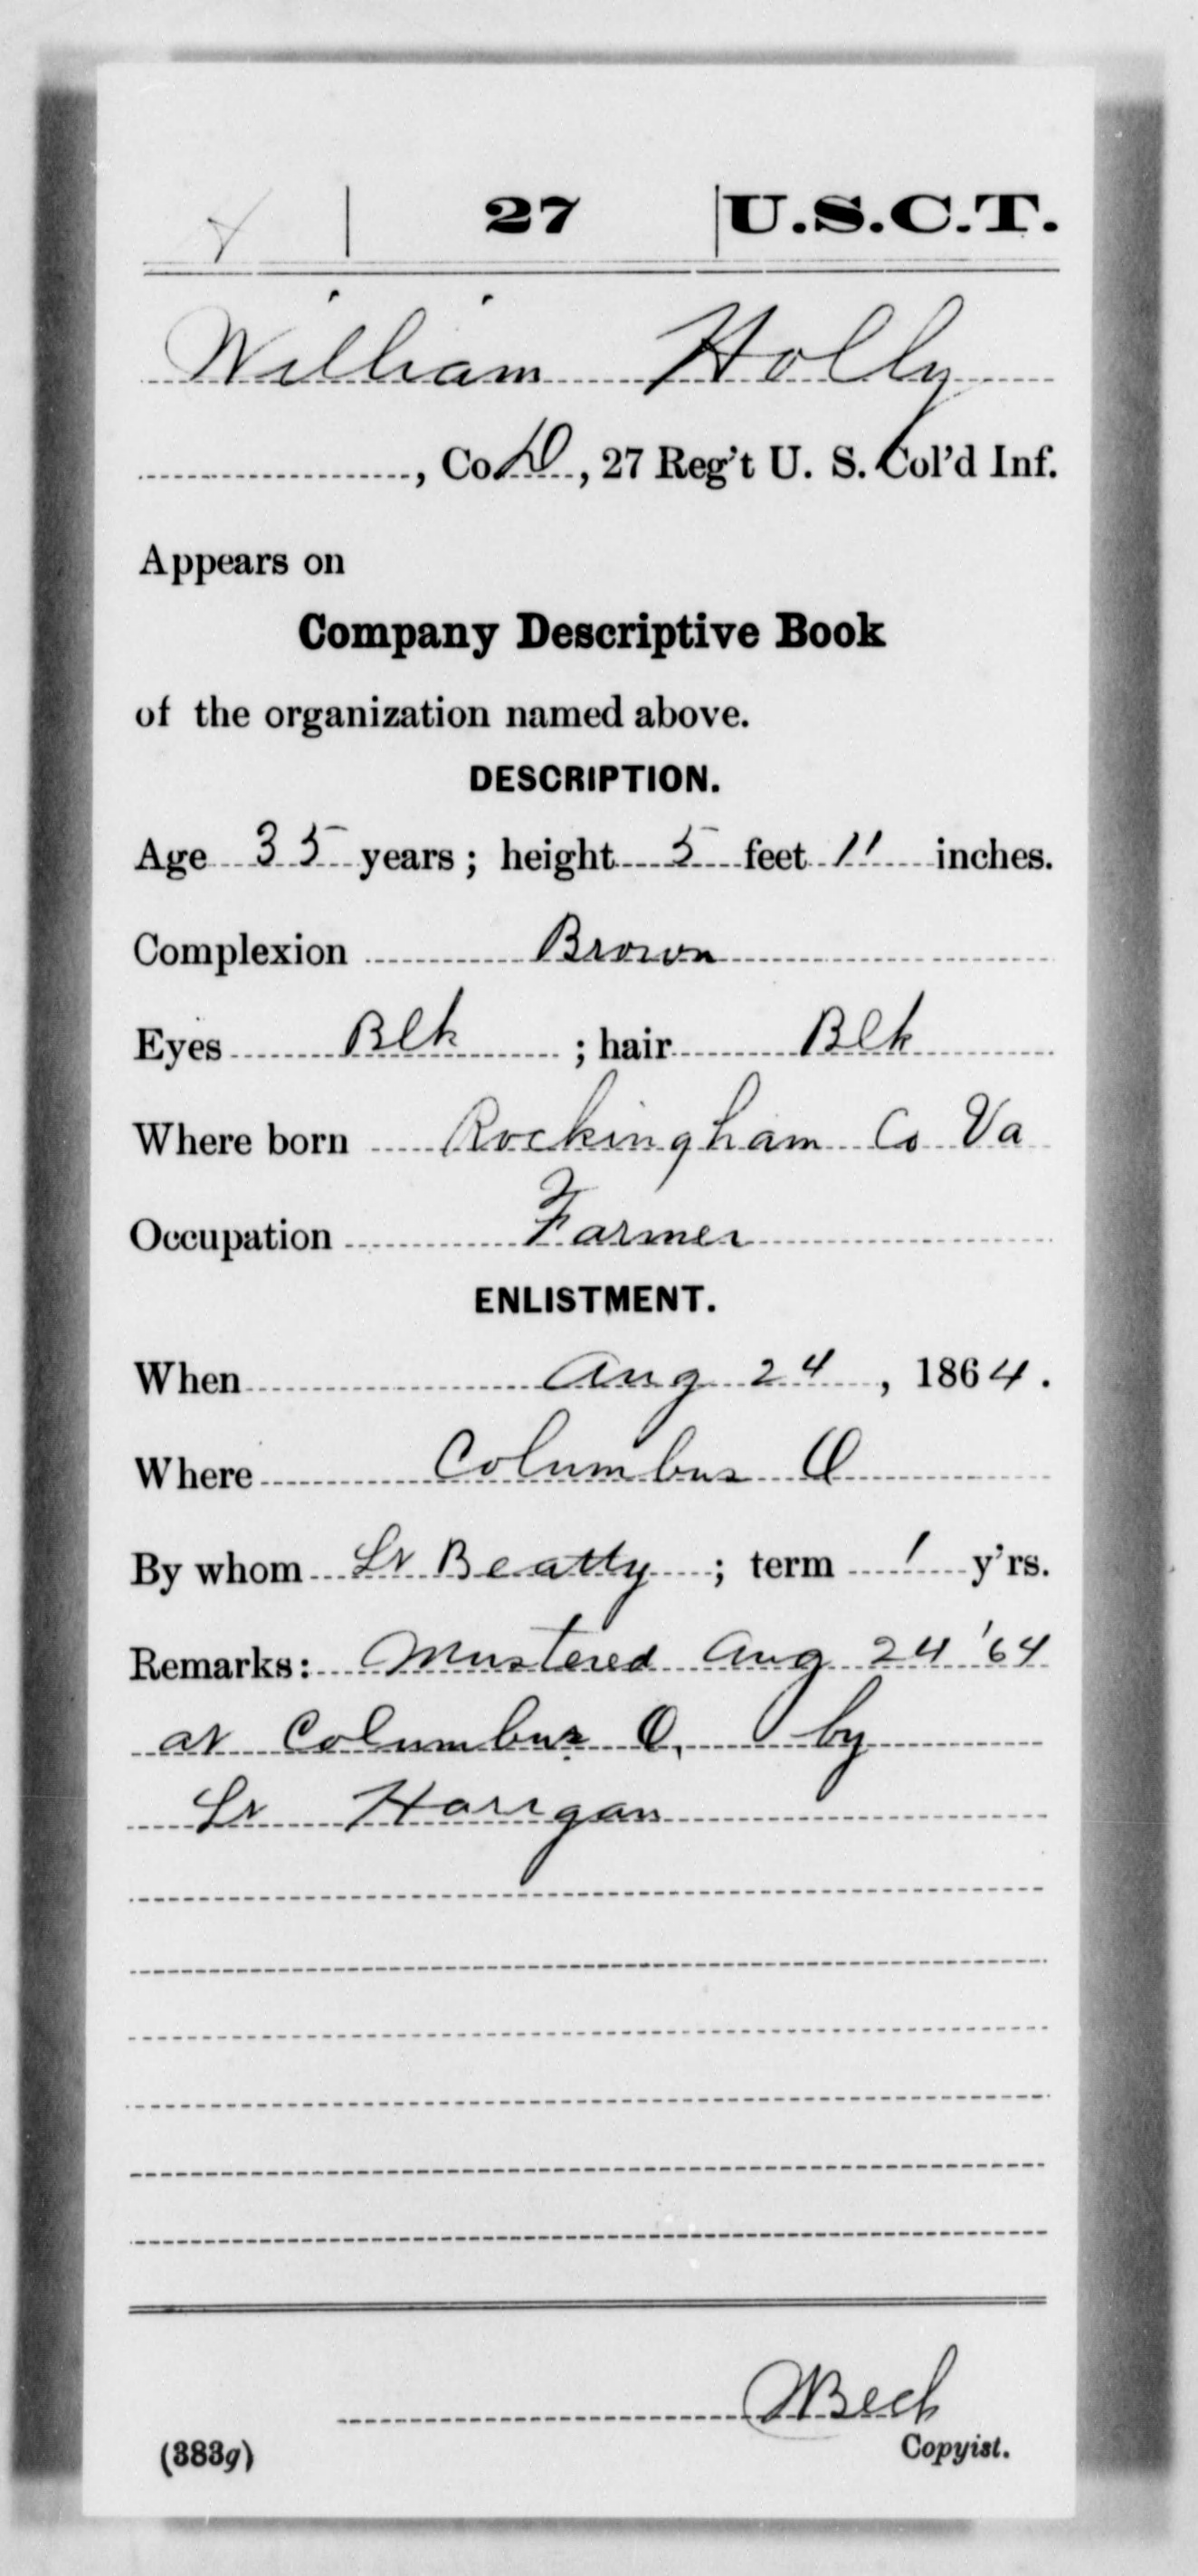 27 U.S.C.T.
William Holly
, Co. D, 27 Reg't U. S. Col'd Inf.
Appears on
Company Descriptive Book
of the organization named above.
DESCRIPTION.
Age 35 years; height 5 feet 11 inches.
Complexion Brown
Eyes Blk ; hair Blk
Where born Rockingham Co Va
Occupation Farmer
ENLISTMENT.
When Aug 24, 1864.
Where Columbus O
By whom Lt Beatty; term 1 y'rs.
Remarks: Mustered Aug 24 '64
at Columbus O, by
Lt Horrgan
(383g)
Copyist.